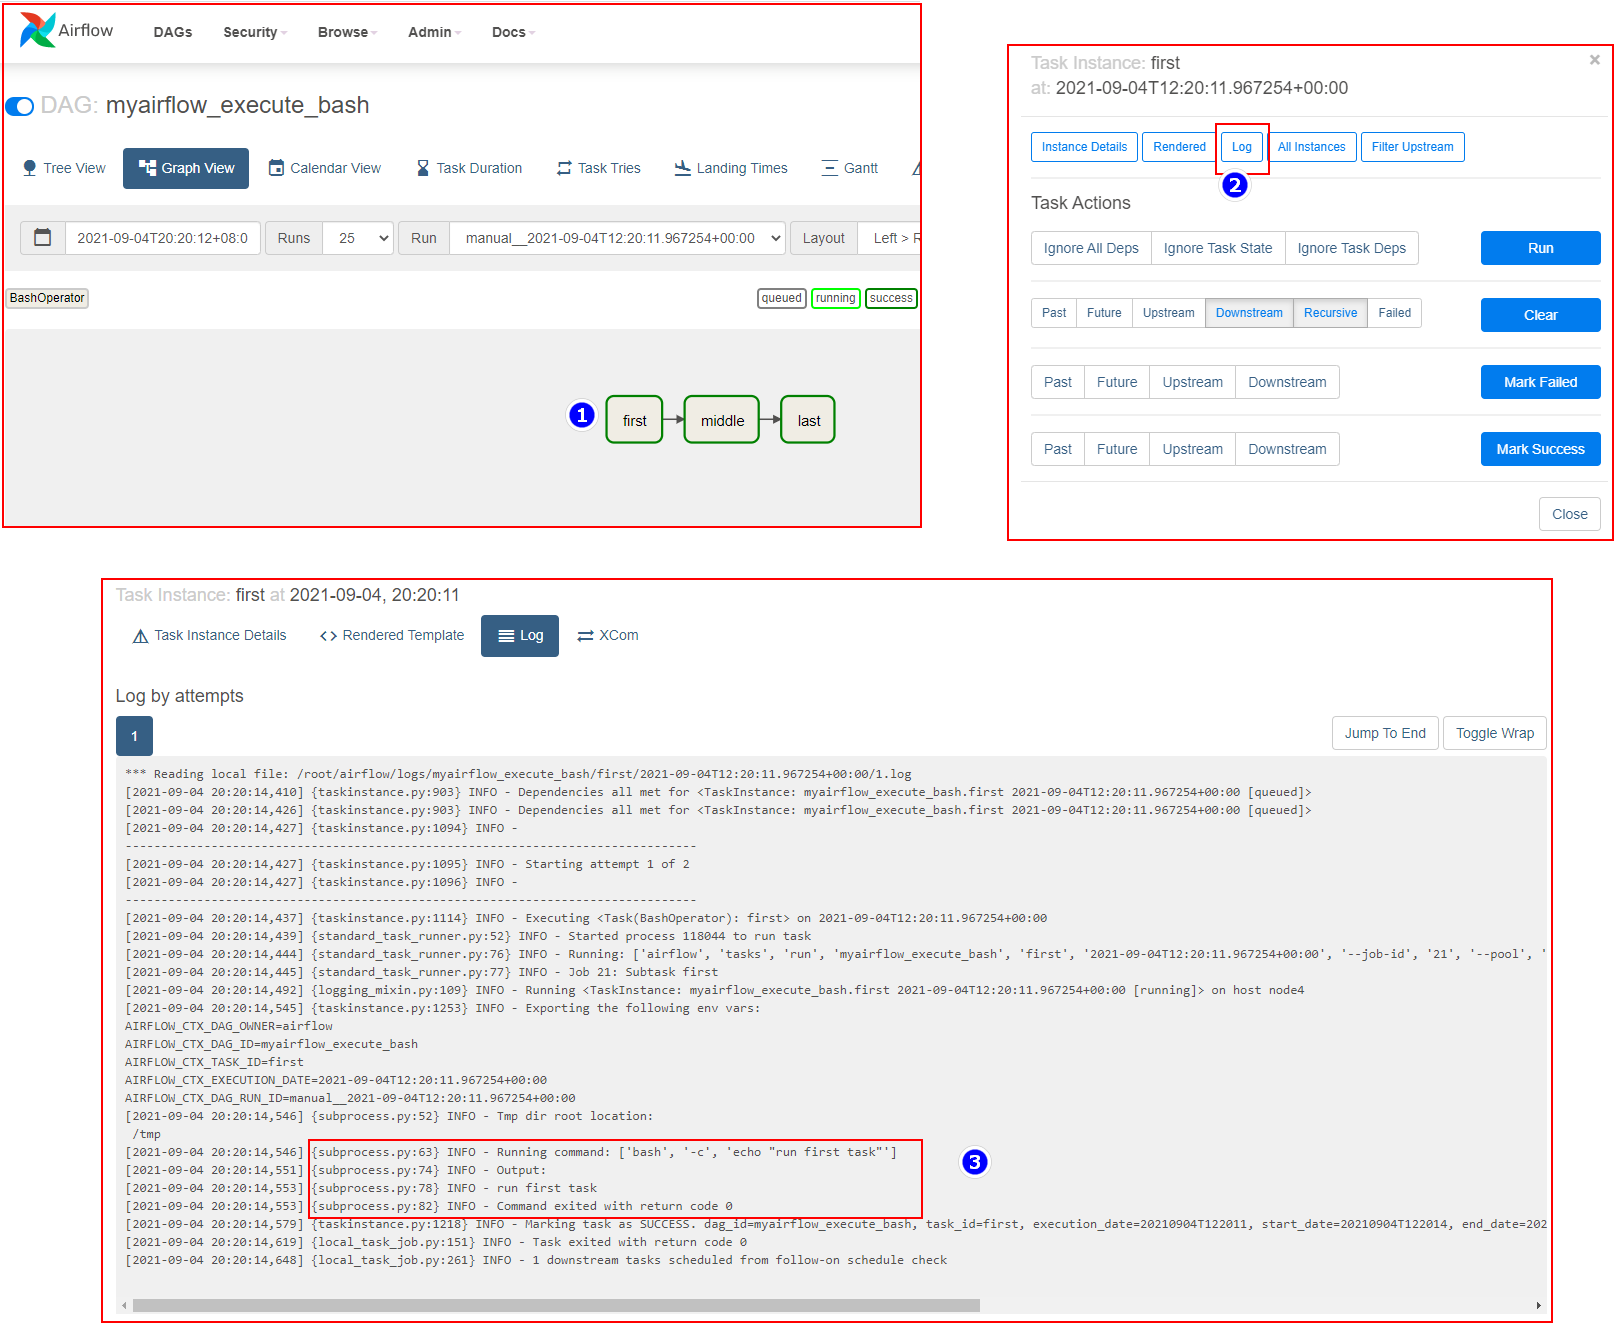 Airflow DAGs Security Browse Admin Docs
DAG: myairflow_execute_bash
Tree View Graph View Calendar View Task Duration Task Tries Landing Times Gantt
2021-09-04T20:20:12+08:0 Runs 25 Run manual__2021-09-04T12:20:11.967254+00:00 Layout Left > R
BashOperator queued running success
1 first middle last
Task Instance: first ×
at: 2021-09-04T12:20:11.967254+00:00
Instance Details Rendered Log All Instances Filter Upstream
2
Task Actions
Ignore All Deps Ignore Task State Ignore Task Deps Run
Past Future Upstream Downstream Recursive Failed Clear
Past Future Upstream Downstream Mark Failed
Past Future Upstream Downstream Mark Success
Close
Task Instance: first at 2021-09-04, 20:20:11
Task Instance Details <> Rendered Template Log XCom
Log by attempts
1 Jump To End Toggle Wrap
*** Reading local file: /root/airflow/logs/myairflow_execute_bash/first/2021-09-04T12:20:11.967254+00:00/1.log
[2021-09-04 20:20:14,410] {taskinstance.py:903} INFO - Dependencies all met for <TaskInstance: myairflow_execute_bash.first 2021-09-04T12:20:11.967254+00:00 [queued]>
[2021-09-04 20:20:14,426] {taskinstance.py:903} INFO - Dependencies all met for <TaskInstance: myairflow_execute_bash.first 2021-09-04T12:20:11.967254+00:00 [queued]>
[2021-09-04 20:20:14,427] {taskinstance.py:1094} INFO -
--------------------------------------------------------------------------------
[2021-09-04 20:20:14,427] {taskinstance.py:1095} INFO - Starting attempt 1 of 2
[2021-09-04 20:20:14,427] {taskinstance.py:1096} INFO -
--------------------------------------------------------------------------------
[2021-09-04 20:20:14,437] {taskinstance.py:1114} INFO - Executing <Task(BashOperator): first> on 2021-09-04T12:20:11.967254+00:00
[2021-09-04 20:20:14,439] {standard_task_runner.py:52} INFO - Started process 118044 to run task
[2021-09-04 20:20:14,444] {standard_task_runner.py:76} INFO - Running: ['airflow', 'tasks', 'run', 'myairflow_execute_bash', 'first', '2021-09-04T12:20:11.967254+00:00', '--job-id', '21', '--pool', '
[2021-09-04 20:20:14,445] {standard_task_runner.py:77} INFO - Job 21: Subtask first
[2021-09-04 20:20:14,492] {logging_mixin.py:109} INFO - Running <TaskInstance: myairflow_execute_bash.first 2021-09-04T12:20:11.967254+00:00 [running]> on host node4
[2021-09-04 20:20:14,545] {taskinstance.py:1253} INFO - Exporting the following env vars:
AIRFLOW_CTX_DAG_OWNER=airflow
AIRFLOW_CTX_DAG_ID=myairflow_execute_bash
AIRFLOW_CTX_TASK_ID=first
AIRFLOW_CTX_EXECUTION_DATE=2021-09-04T12:20:11.967254+00:00
AIRFLOW_CTX_DAG_RUN_ID=manual__2021-09-04T12:20:11.967254+00:00
[2021-09-04 20:20:14,546] {subprocess.py:52} INFO - Tmp dir root location:
/tmp
[2021-09-04 20:20:14,546] {subprocess.py:63} INFO - Running command: ['bash', '-c', 'echo "run first task"']
[2021-09-04 20:20:14,551] {subprocess.py:74} INFO - Output:
3
[2021-09-04 20:20:14,553] {subprocess.py:78} INFO - run first task
[2021-09-04 20:20:14,553] {subprocess.py:82} INFO - Command exited with return code 0
[2021-09-04 20:20:14,579] {taskinstance.py:1218} INFO - Marking task as SUCCESS. dag_id=myairflow_execute_bash, task_id=first, execution_date=20210904T122011, start_date=20210904T122014, end_date=202
[2021-09-04 20:20:14,619] {local_task_job.py:151} INFO - Task exited with return code 0
[2021-09-04 20:20:14,648] {local_task_job.py:261} INFO - 1 downstream tasks scheduled from follow-on schedule check